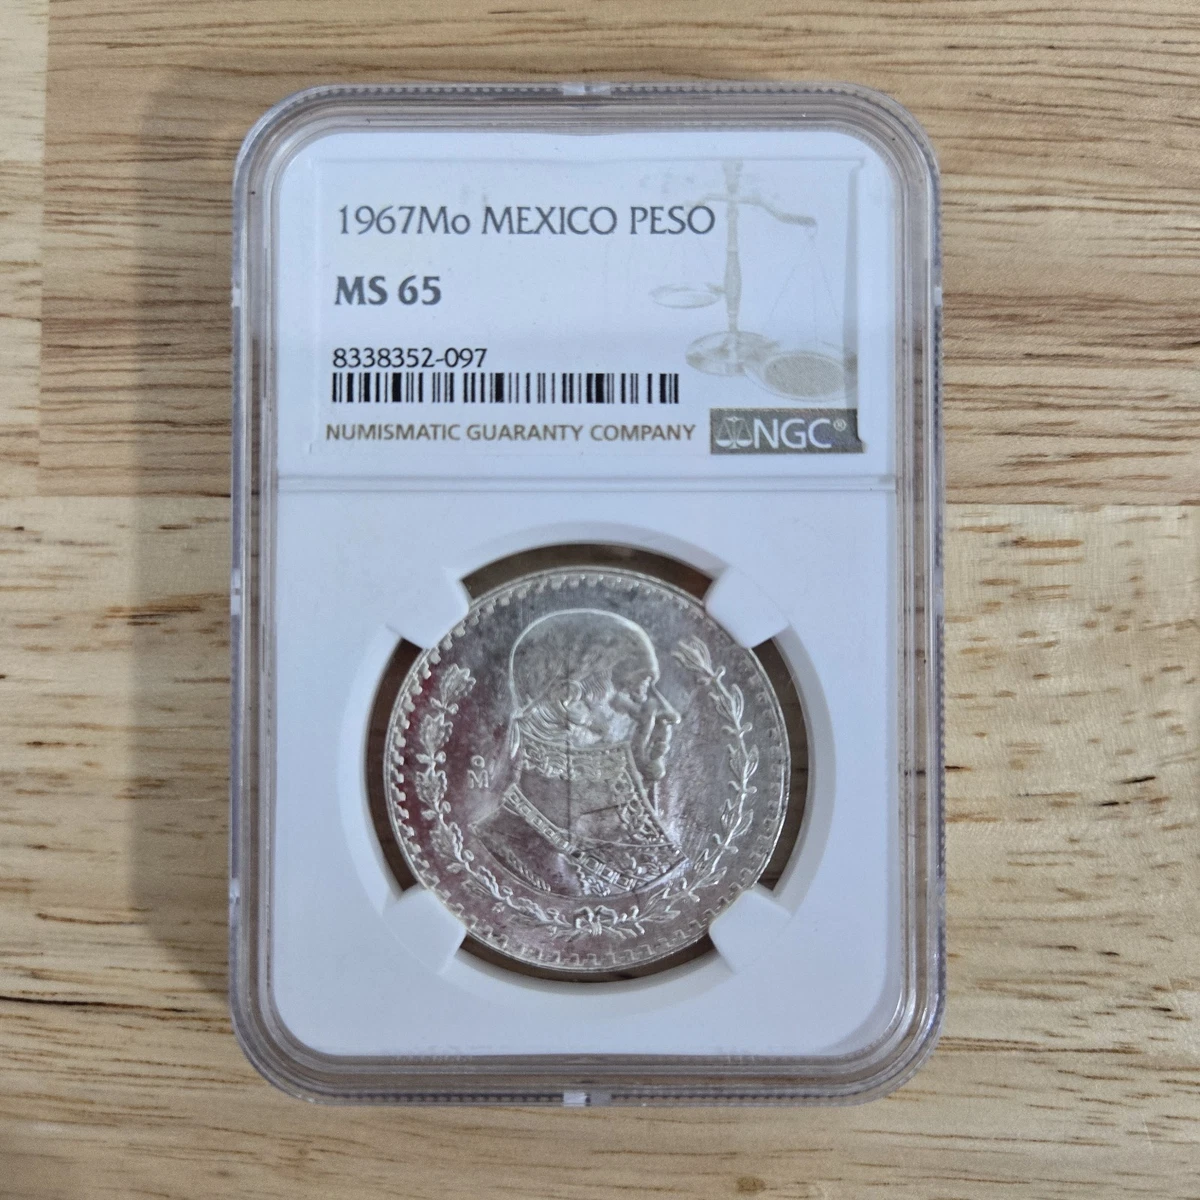 1967Mo MEXICO PESO
MS 65
8338352-097
NUMISMATIC GUARANTY COMPANY
NGC®
Mo